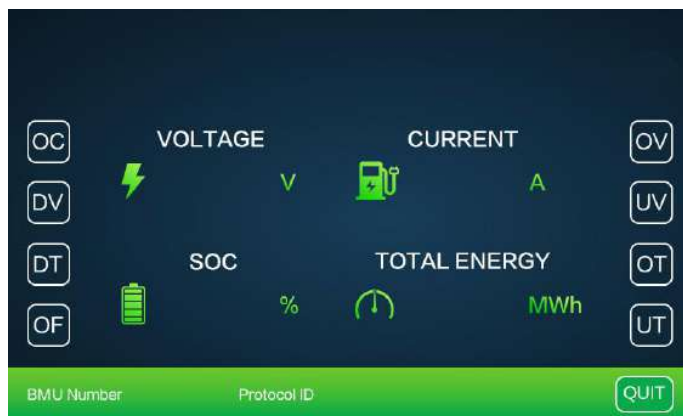 OC VOLTAGE CURRENT OV
DV V A UV
DT SOC TOTAL ENERGY OT
OF % MWh UT
BMU Number Protocol ID QUIT